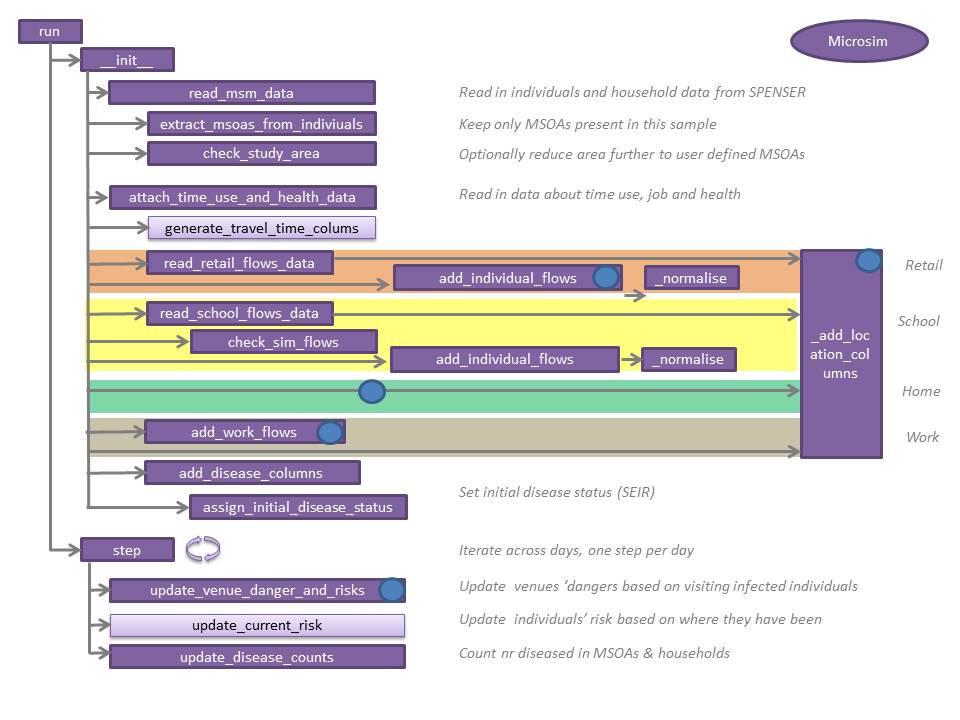 run
Microsim
__init__
read_msm_data
Read in individuals and household data from SPENSER
extract_msoas_from_indiviuals
Keep only MSOAs present in this sample
check_study_area
Optionally reduce area further to user defined MSOAs
attach_time_use_and_health_data
Read in data about time use, job and health
generate_travel_time_colums
read_retail_flows_data
Retail
add_individual_flows
_normalise
read_school_flows_data
School
check_sim_flows
add_individual_flows
_normalise
_add_loc
ation_col
umns
Home
add_work_flows
Work
add_disease_columns
Set initial disease status (SEIR)
assign_initial_disease_status
step
Iterate across days, one step per day
update_venue_danger_and_risks
Update venues ‘dangers based on visiting infected individuals
update_current_risk
Update individuals’ risk based on where they have been
update_disease_counts
Count nr diseased in MSOAs & households